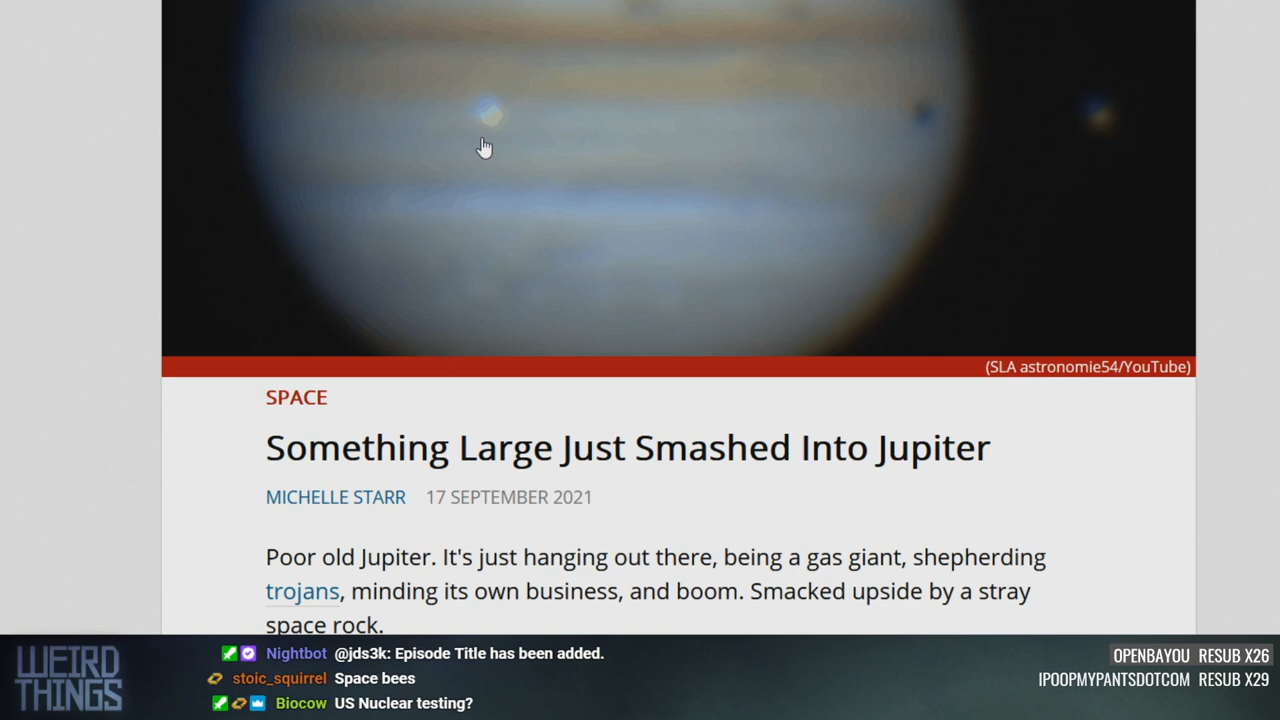 (SLA astronomie54/YouTube)
SPACE
Something Large Just Smashed Into Jupiter
MICHELLE STARR 17 SEPTEMBER 2021
Poor old Jupiter. It's just hanging out there, being a gas giant, shepherding
trojans, minding its own business, and boom. Smacked upside by a stray
space rock.
WEIRD
THINGS
Nightbot @jds3k: Episode Title has been added.
stoic_squirrel Space bees
Biocow US Nuclear testing?
OPENBAYOU RESUB X26
IPOOPMYPANTSDOTCOM RESUB X29